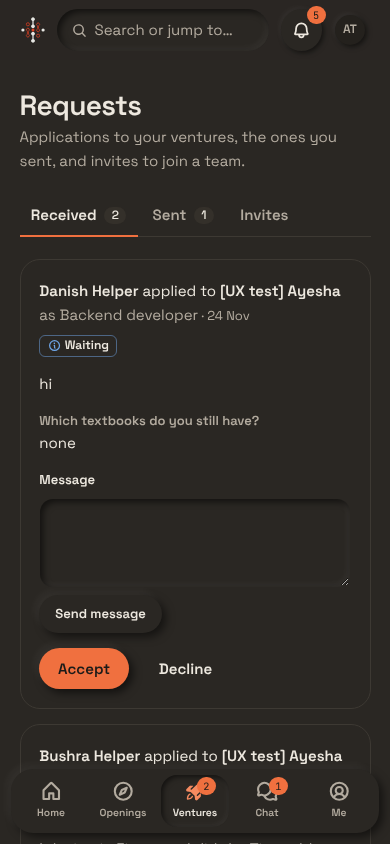 Search or jump to...
5
AT
Requests
Applications to your ventures, the ones you
sent, and invites to join a team.
Received 2 Sent 1 Invites
Danish Helper applied to [UX test] Ayesha
as Backend developer · 24 Nov
Waiting
hi
Which textbooks do you still have?
none
Message
Send message
Accept Decline
Bushra Helper applied to [UX test] Ayesha
2 1
Home Openings Ventures Chat Me